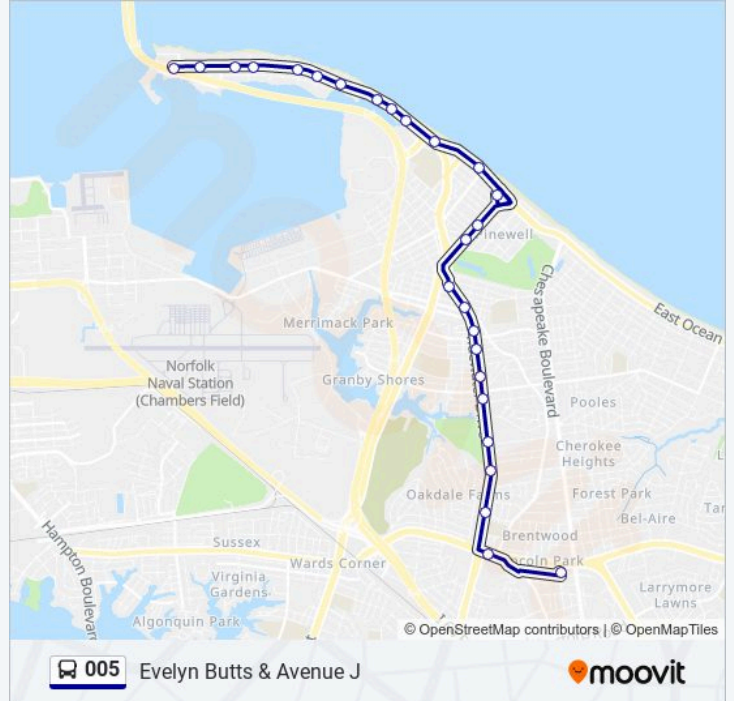 Pinewell
Chesapeake Boulevard
East Ocean
Merrimack Park
Norfolk
Naval Station
(Chambers Field)
Granby Shores
Pooles
Cherokee
Heights
Oakdale Farms
Forest Park
Bel-Aire
Hampton Boulevard
Sussex
Brentwood
Lincoln Park
Wards Corner
Virginia
Gardens
Larrymore
Lawns
Algonquin Park
© OpenStreetMap contributors | © OpenMapTiles
005 Evelyn Butts & Avenue J
moovit